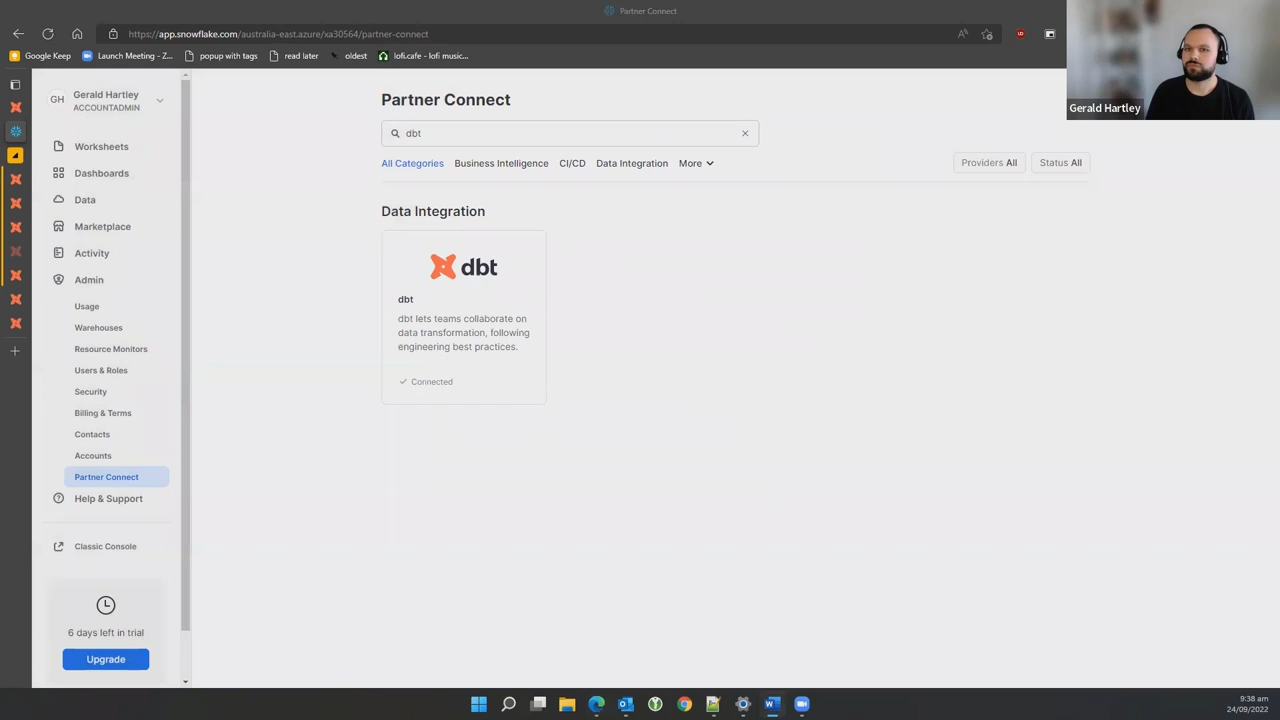 Partner Connect
https://app.snowflake.com/australia-east.azure/xa30564/partner-connect
Google Keep
Launch Meeting - Z...
popup with tags
read later
oldest
lofi.cafe - lofi music...
Gerald Hartley
GH
Gerald Hartley
ACCOUNTADMIN
Worksheets
Dashboards
Data
Marketplace
Activity
Admin
Usage
Warehouses
Resource Monitors
Users & Roles
Security
Billing & Terms
Contacts
Accounts
Partner Connect
Help & Support
Classic Console
6 days left in trial
Upgrade
Partner Connect
dbt
All Categories
Business Intelligence
CI/CD
Data Integration
More
Providers All
Status All
Data Integration
dbt
dbt
dbt lets teams collaborate on
data transformation, following
engineering best practices.
Connected
9:38 am
24/09/2022